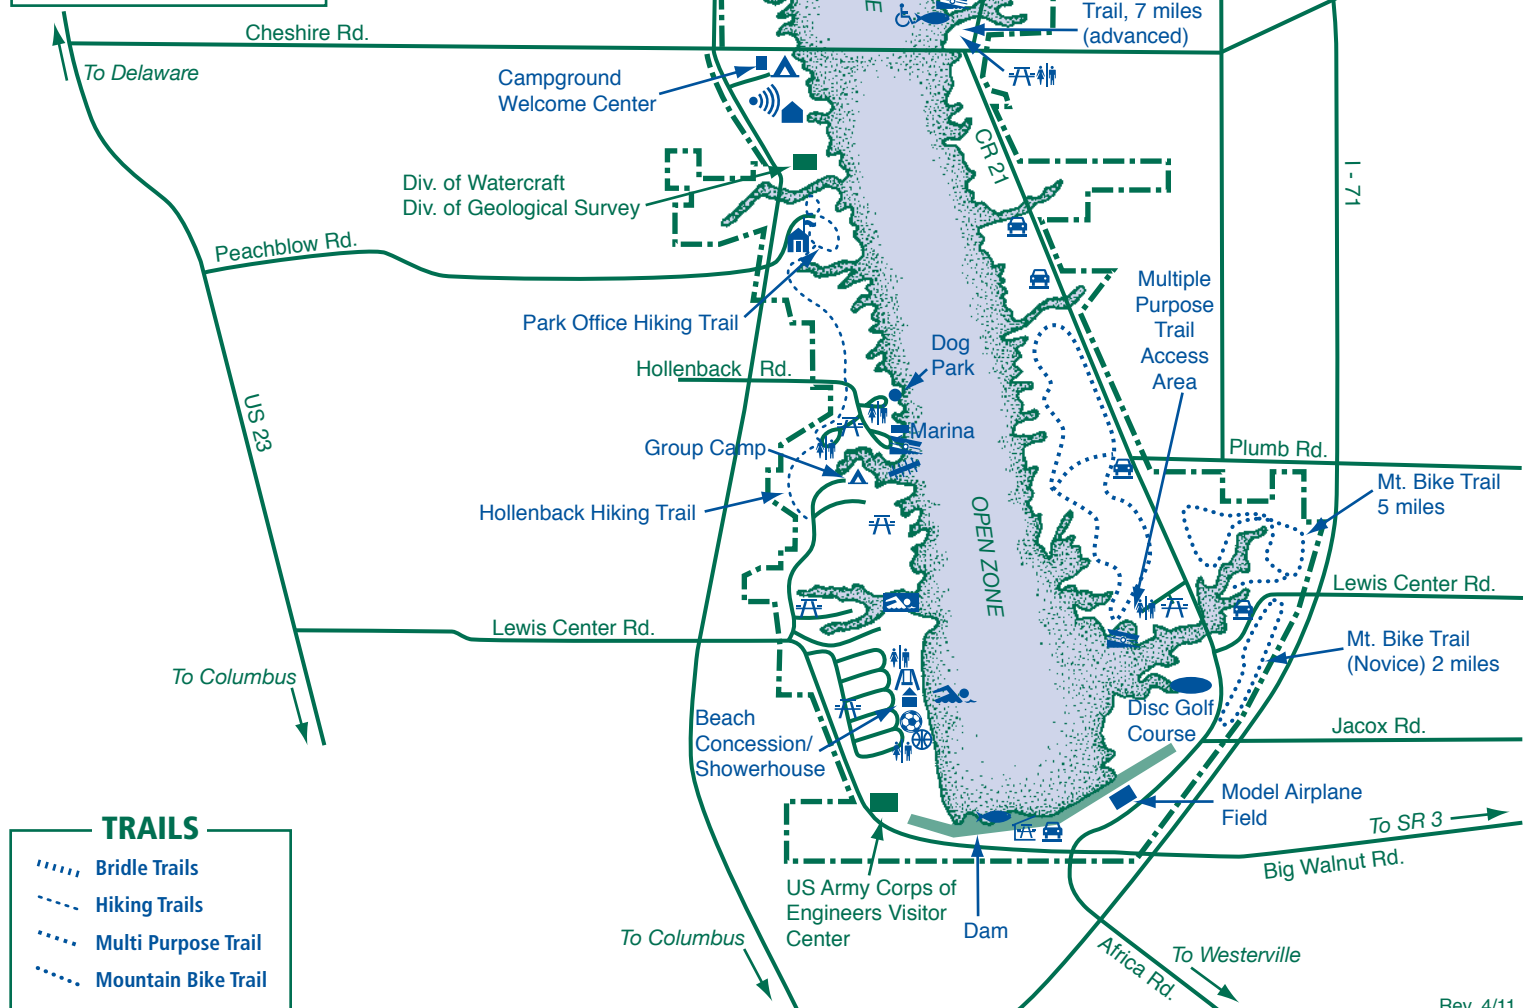 NE
Trail, 7 miles
(advanced)
Cheshire Rd.
To Delaware
Campground
Welcome Center
CR 21
I - 71
Div. of Watercraft
Div. of Geological Survey
Peachblow Rd.
Multiple
Purpose
Trail
Access
Area
Park Office Hiking Trail
Dog
Park
Hollenback Rd.
US 23
Marina
Group Camp
Plumb Rd.
Mt. Bike Trail
5 miles
Hollenback Hiking Trail
OPEN ZONE
Lewis Center Rd.
Lewis Center Rd.
Mt. Bike Trail
(Novice) 2 miles
To Columbus
Beach
Concession/
Showerhouse
Disc Golf
Course
Jacox Rd.
Model Airplane
Field
To SR 3
Big Walnut Rd.
TRAILS
Bridle Trails
Hiking Trails
Multi Purpose Trail
Mountain Bike Trail
US Army Corps of
Engineers Visitor
Center
Dam
To Columbus
Africa Rd.
To Westerville
Rev. 4/11